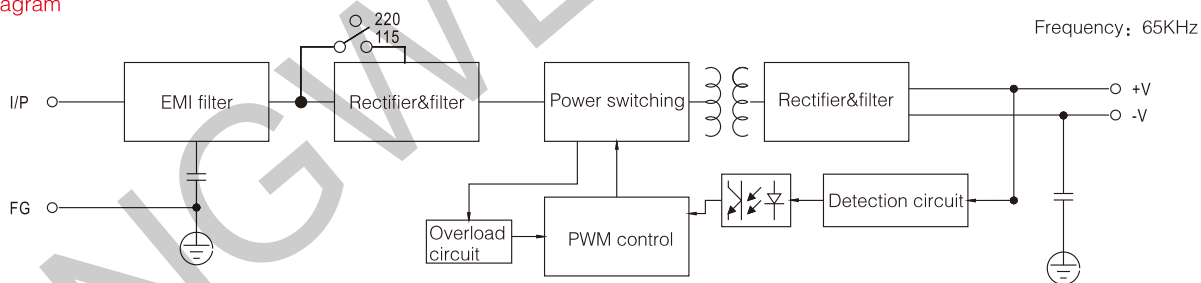 agram
220
115
Frequency: 65KHz
I/P
EMI filter
Rectifier&filter
Power switching
Rectifier&filter
+V
-V
FG
Overload
circuit
PWM control
Detection circuit